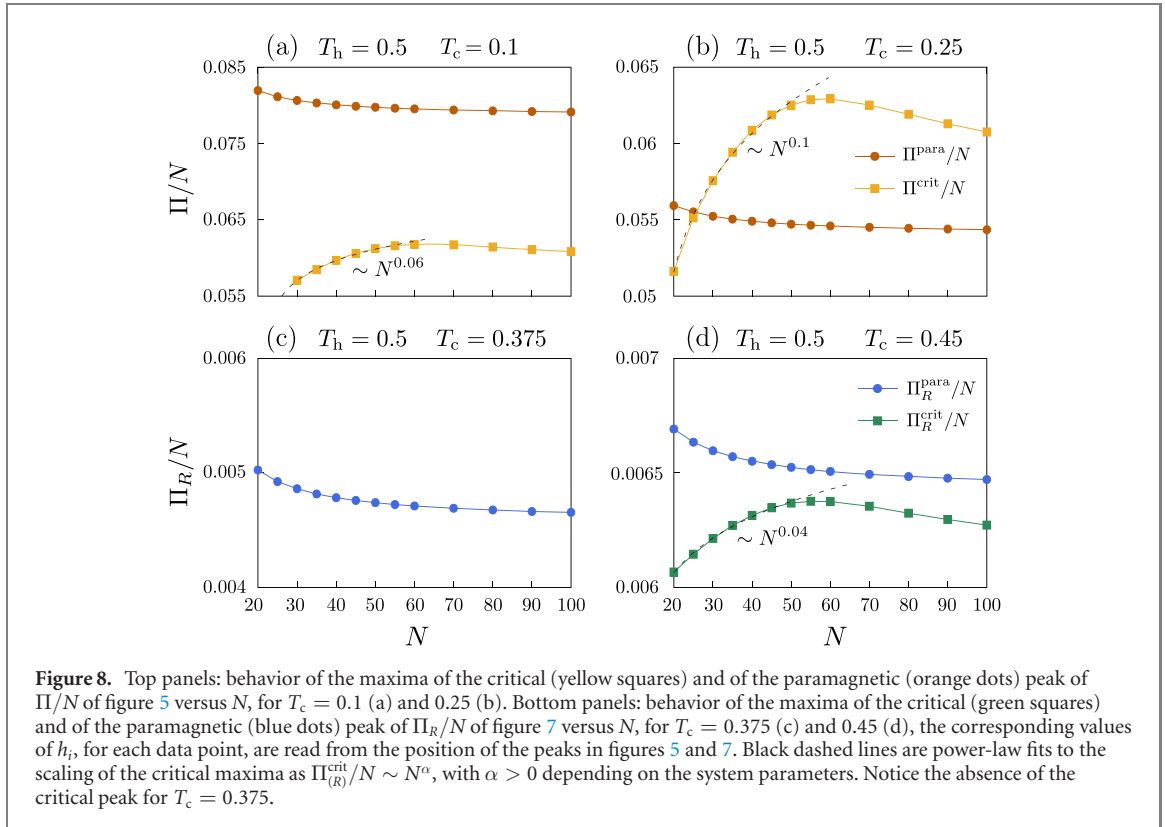 (a) T_h = 0.5 T_c = 0.1
(b) T_h = 0.5 T_c = 0.25
0.085
0.075
0.065
0.055
Π/N
∼ N^{0.06}
0.065
0.06
0.055
0.05
∼ N^{0.1}
Π^{para}/N
Π^{crit}/N
(c) T_h = 0.5 T_c = 0.375
(d) T_h = 0.5 T_c = 0.45
0.006
0.005
0.004
Π_R/N
20 30 40 50 60 70 80 90 100
N
0.007
0.0065
0.006
Π_R^{para}/N
Π_R^{crit}/N
∼ N^{0.04}
20 30 40 50 60 70 80 90 100
N
Figure 8. Top panels: behavior of the maxima of the critical (yellow squares) and of the paramagnetic (orange dots) peak of
Π/N of figure 5 versus N, for T_c = 0.1 (a) and 0.25 (b). Bottom panels: behavior of the maxima of the critical (green squares)
and of the paramagnetic (blue dots) peak of Π_R/N of figure 7 versus N, for T_c = 0.375 (c) and 0.45 (d), the corresponding values
of h_i, for each data point, are read from the position of the peaks in figures 5 and 7. Black dashed lines are power-law fits to the
scaling of the critical maxima as Π_{(R)}^{crit}/N ∼ N^α, with α > 0 depending on the system parameters. Notice the absence of the
critical peak for T_c = 0.375.